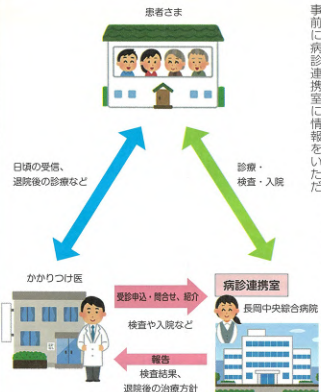 事前に病診連携室に情報をいただ
患者さま
日頃の受信、
退院後の診療など
診療・
検査・入院
かかりつけ医
受診申込・問合せ、紹介
検査や入院など
報告
検査結果、
退院後の治療方針
病診連携室
長岡中央綜合病院